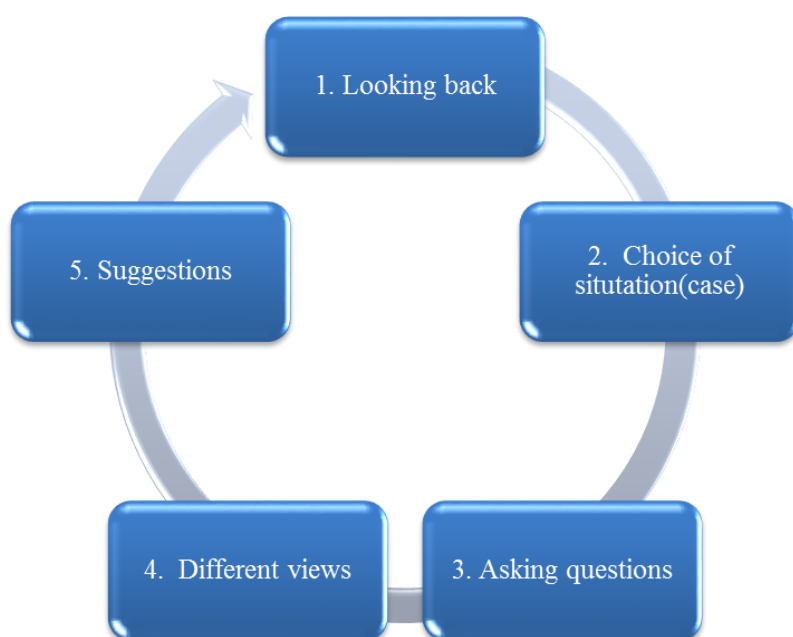 1. Looking back
2. Choice of
situtation(case)
3. Asking questions
4. Different views
5. Suggestions